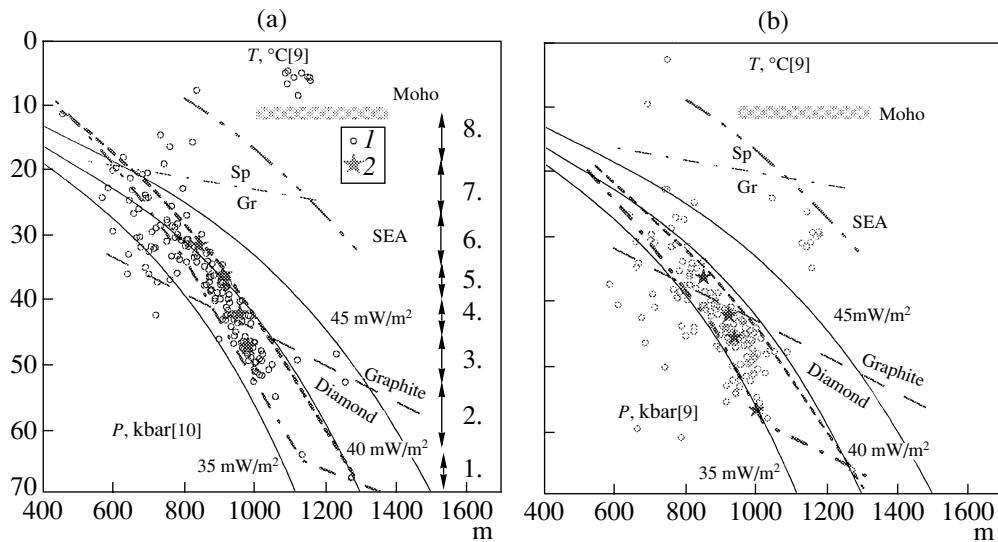 (a)
(b)
0
10
20
30
40
50
60
70
T, °C[9]
Moho
1
2
Sp
Gr
SEA
8.
7.
6.
5.
4.
3.
2.
1.
45 mW/m²
Graphite
Diamond
P, kbar[10]
40 mW/m²
35 mW/m²
400 600 800 1000 1200 1400 1600
m
T, °C[9]
Moho
Sp
Gr
SEA
45mW/m²
Graphite
Diamond
P, kbar[9]
40 mW/m²
35 mW/m²
400 600 800 1000 1200 1400 1600
m